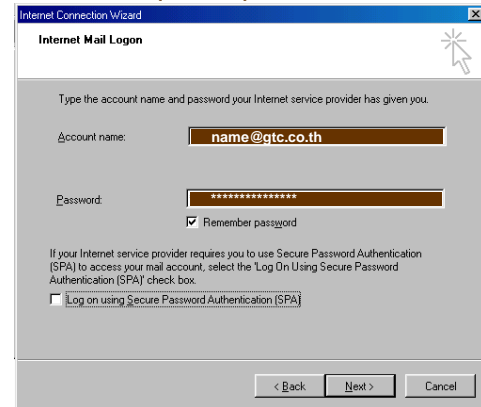 Internet Connection Wizard
Internet Mail Logon
Type the account name and password your Internet service provider has given you.
Account name:
name@gtc.co.th
Password:
***************
Remember password
If your Internet service provider requires you to use Secure Password Authentication
(SPA) to access your mail account, select the 'Log On Using Secure Password
Authentication (SPA)' check box.
Log on using Secure Password Authentication (SPA)
< Back
Next >
Cancel